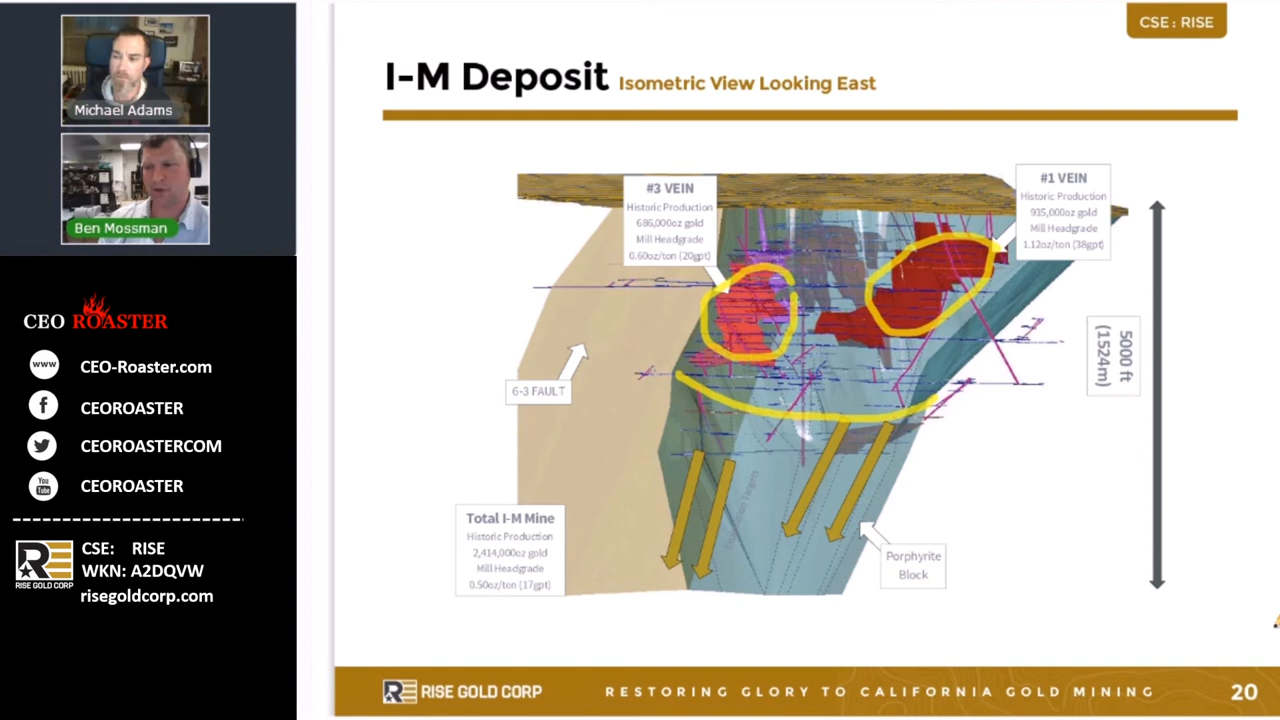 Michael Adams
Ben Mossman
CEO ROASTER
www
CEO-Roaster.com
CEOROASTER
CEOROASTERCOM
You
Tube
CEOROASTER
RISE GOLD CORP
CSE: RISE
WKN: A2DQVW
risegoldcorp.com
CSE : RISE
I-M Deposit Isometric View Looking East
#3 VEIN
Historic Production
686,000oz gold
Mill Headgrade
0.60oz/ton (20gpt)
#1 VEIN
Historic Production
935,000oz gold
Mill Headgrade
1.12oz/ton (38gpt)
6-3 FAULT
5000 ft
(1524m)
Total I-M Mine
Historic Production
2,414,000oz gold
Mill Headgrade
0.50oz/ton (17gpt)
Targets
Porphyrite
Block
RISE GOLD CORP
RESTORING GLORY TO CALIFORNIA GOLD MINING
20